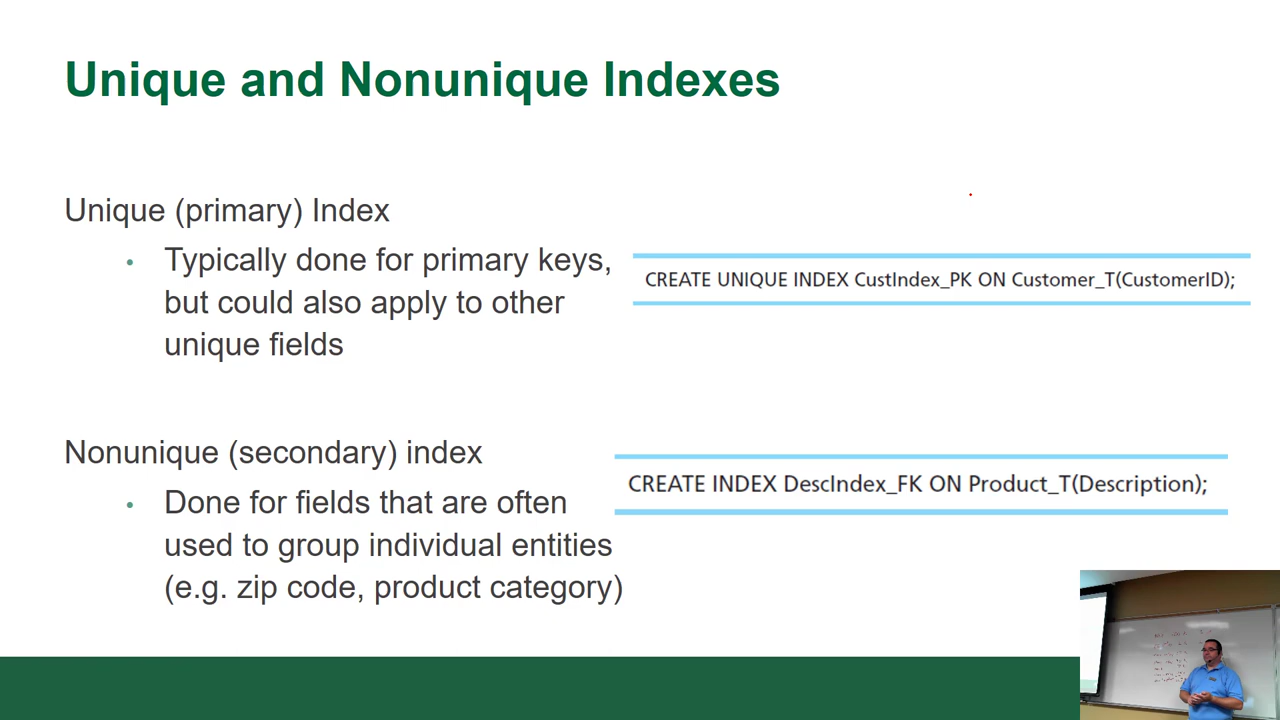 Unique and Nonunique Indexes
Unique (primary) Index
• Typically done for primary keys,
but could also apply to other
unique fields
CREATE UNIQUE INDEX CustIndex_PK ON Customer_T(CustomerID);
Nonunique (secondary) index
• Done for fields that are often
used to group individual entities
(e.g. zip code, product category)
CREATE INDEX DescIndex_FK ON Product_T(Description);